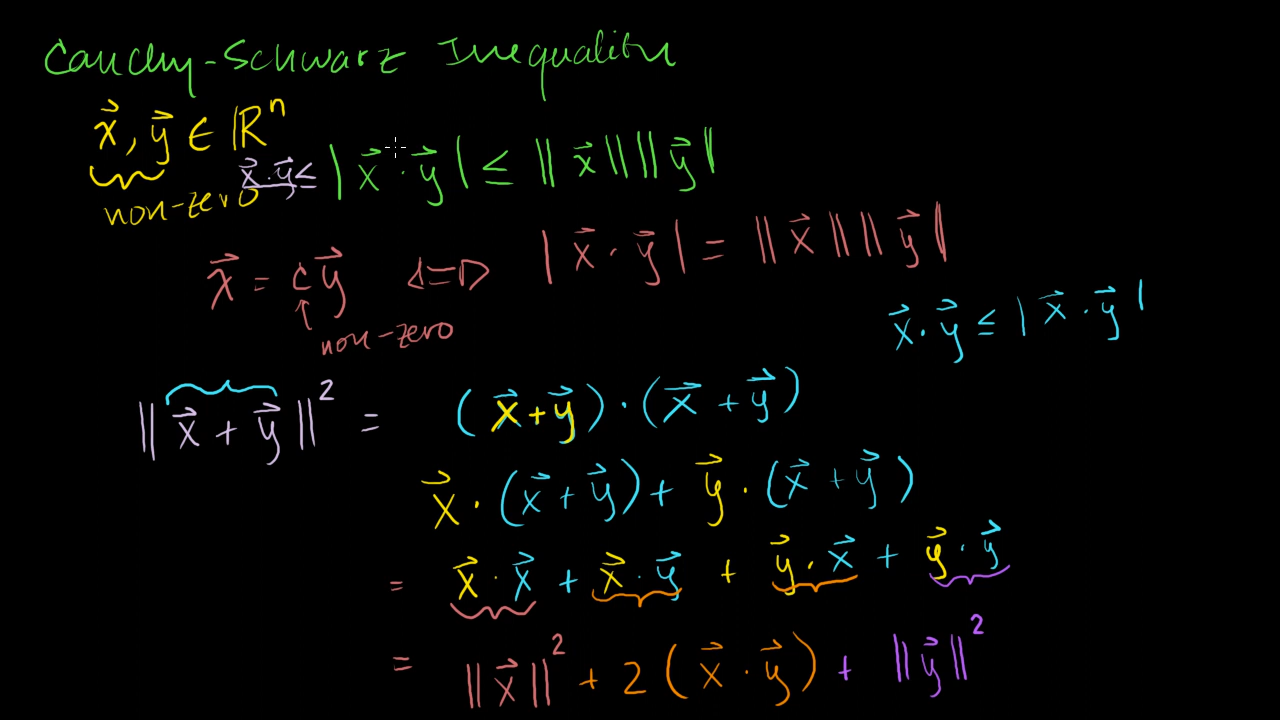 Cauchy-Schwarz Inequality
x⃗, y⃗ ∈ ℝⁿ
non-zero
x⃗·y⃗ ≤ |x⃗·y⃗| ≤ ||x⃗|| ||y⃗||
x⃗ = cy⃗ ⇐⇒ |x⃗·y⃗| = ||x⃗|| ||y⃗||
↑
non-zero
x⃗·y⃗ ≤ |x⃗·y⃗|
||x⃗+y⃗||² = (x⃗+y⃗)·(x⃗+y⃗)
x⃗·(x⃗+y⃗) + y⃗·(x⃗+y⃗)
= x⃗·x⃗ + x⃗·y⃗ + y⃗·x⃗ + y⃗·y⃗
= ||x⃗||² + 2(x⃗·y⃗) + ||y⃗||²